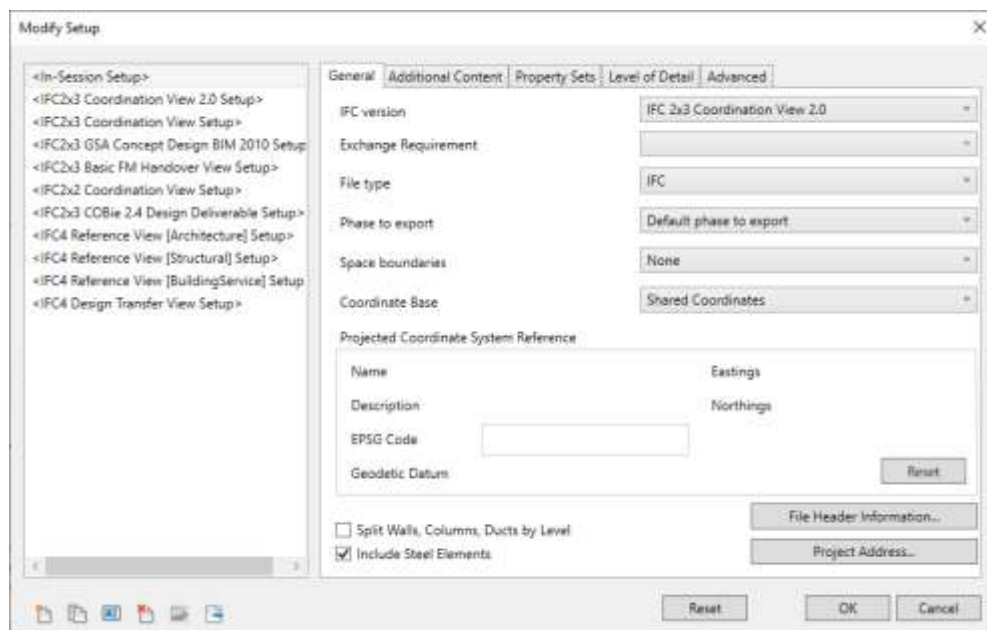 Modify Setup
<In-Session Setup>
<IFC2x3 Coordination View 2.0 Setup>
<IFC2x3 Coordination View Setup>
<IFC2x3 GSA Concept Design BIM 2010 Setup
<IFC2x3 Basic FM Handover View Setup>
<IFC2x2 Coordination View Setup>
<IFC2x3 COBie 2.4 Design Deliverable Setup>
<IFC4 Reference View [Architecture] Setup>
<IFC4 Reference View [Structural] Setup>
<IFC4 Reference View [BuildingService] Setup
<IFC4 Design Transfer View Setup>
General Additional Content Property Sets Level of Detail Advanced
IFC version IFC 2x3 Coordination View 2.0
Exchange Requirement
File type IFC
Phase to export Default phase to export
Space boundaries None
Coordinate Base Shared Coordinates
Projected Coordinate System Reference
Name Eastings
Description Northings
EPSG Code
Geodetic Datum Reset
Split Walls, Columns, Ducts by Level File Header Information...
Include Steel Elements Project Address...
Reset OK Cancel